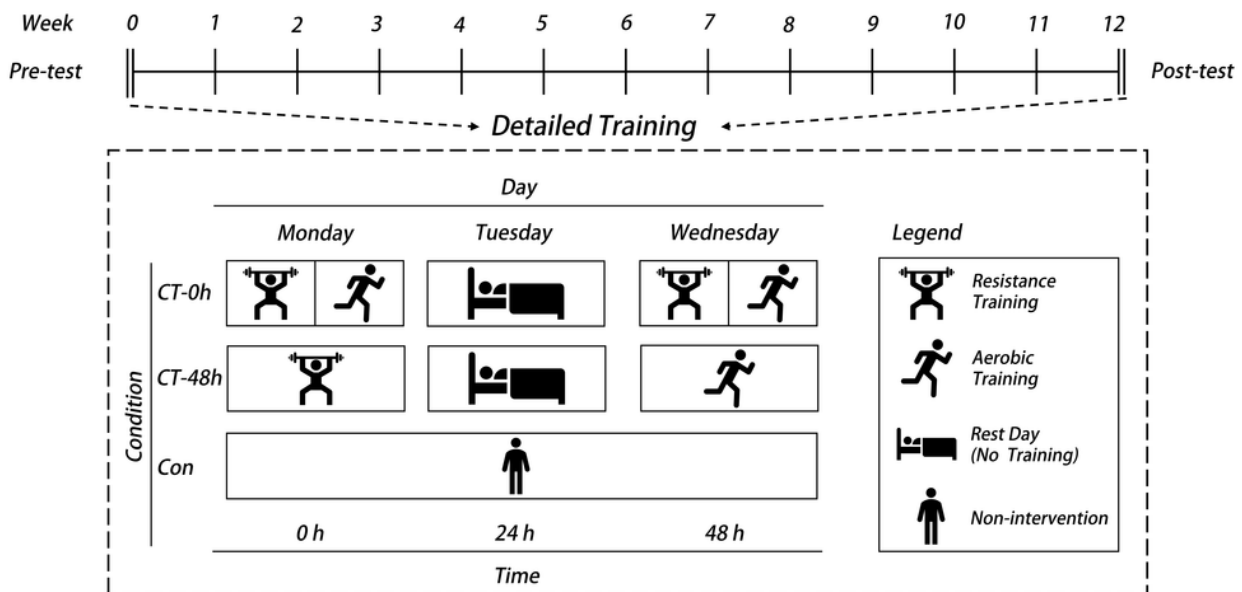 Week 0 1 2 3 4 5 6 7 8 9 10 11 12
Pre-test Post-test
Detailed Training
Day
Monday Tuesday Wednesday Legend
CT-0h Resistance
Training
CT-48h Aerobic
Training
Condition
Con Rest Day
(No Training)
Non-intervention
0 h 24 h 48 h
Time